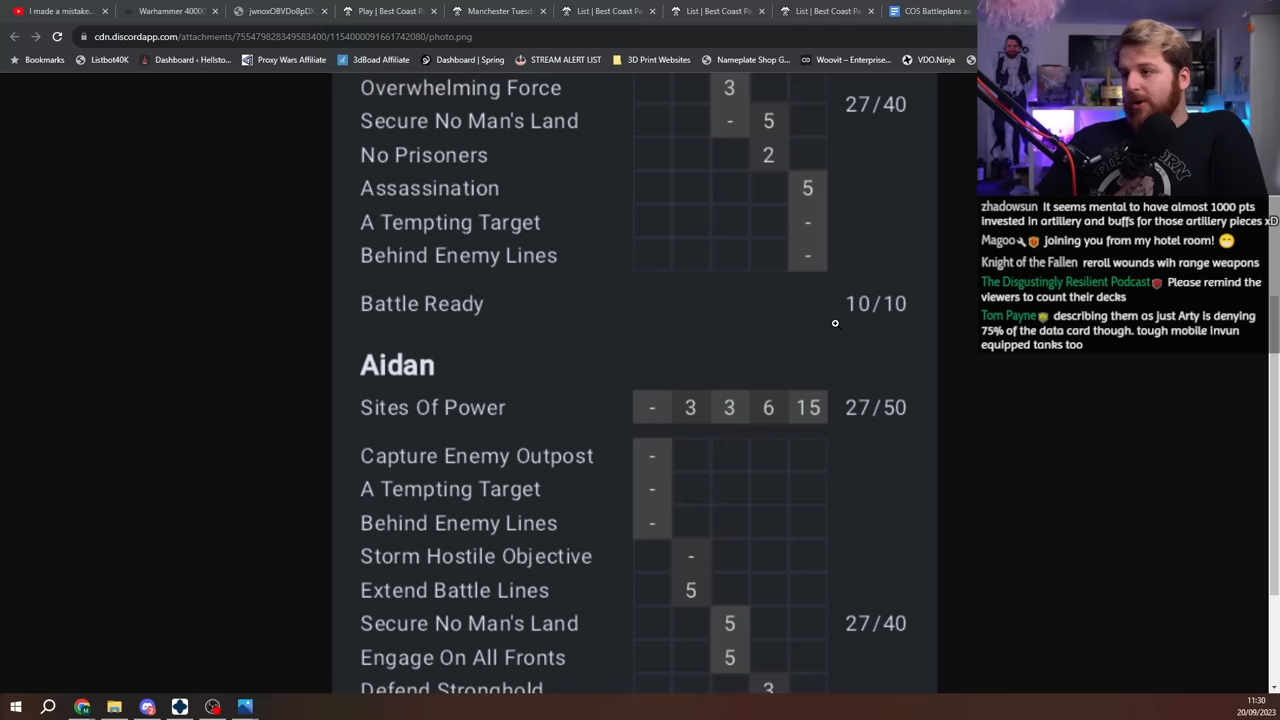 I made a mistake.
Warhammer 4000
jwnoxOBVDo8pDX
Play | Best Coast Pa
Manchester Tuesd
List | Best Coast Pa
List | Best Coast Pa
List | Best Coast Pa
COS Battleplans an
cdn.discordapp.com/attachments/755479828349583400/1154000091661742080/photo.png
Bookmarks
Listbot40K
Dashboard ‹ Hellsto...
Proxy Wars Affiliate
3dBoad Affiliate
Dashboard | Spring
STREAM ALERT LIST
3D Print Websites
Nameplate Shop G...
Woovit – Enterprise...
VDO.Ninja
Overwhelming Force 3 27/40
Secure No Man's Land - 5
No Prisoners 2
Assassination 5
A Tempting Target -
Behind Enemy Lines -
Battle Ready 10/10
Aidan
Sites Of Power - 3 3 6 15 27/50
Capture Enemy Outpost -
A Tempting Target -
Behind Enemy Lines -
Storm Hostile Objective -
Extend Battle Lines 5
Secure No Man's Land 5 27/40
Engage On All Fronts 5
Defend Stronghold 3
zhadowsun It seems mental to have almost 1000 pts
invested in artillery and buffs for those artillery pieces xD
Magoo joining you from my hotel room!
Knight of the Fallen reroll wounds wih range weapons
The Disgustingly Resilient Podcast Please remind the
viewers to count their decks
Tom Payne describing them as just Arty is denying
75% of the data card though. tough mobile invun
equipped tanks too
11:30
20/09/2023